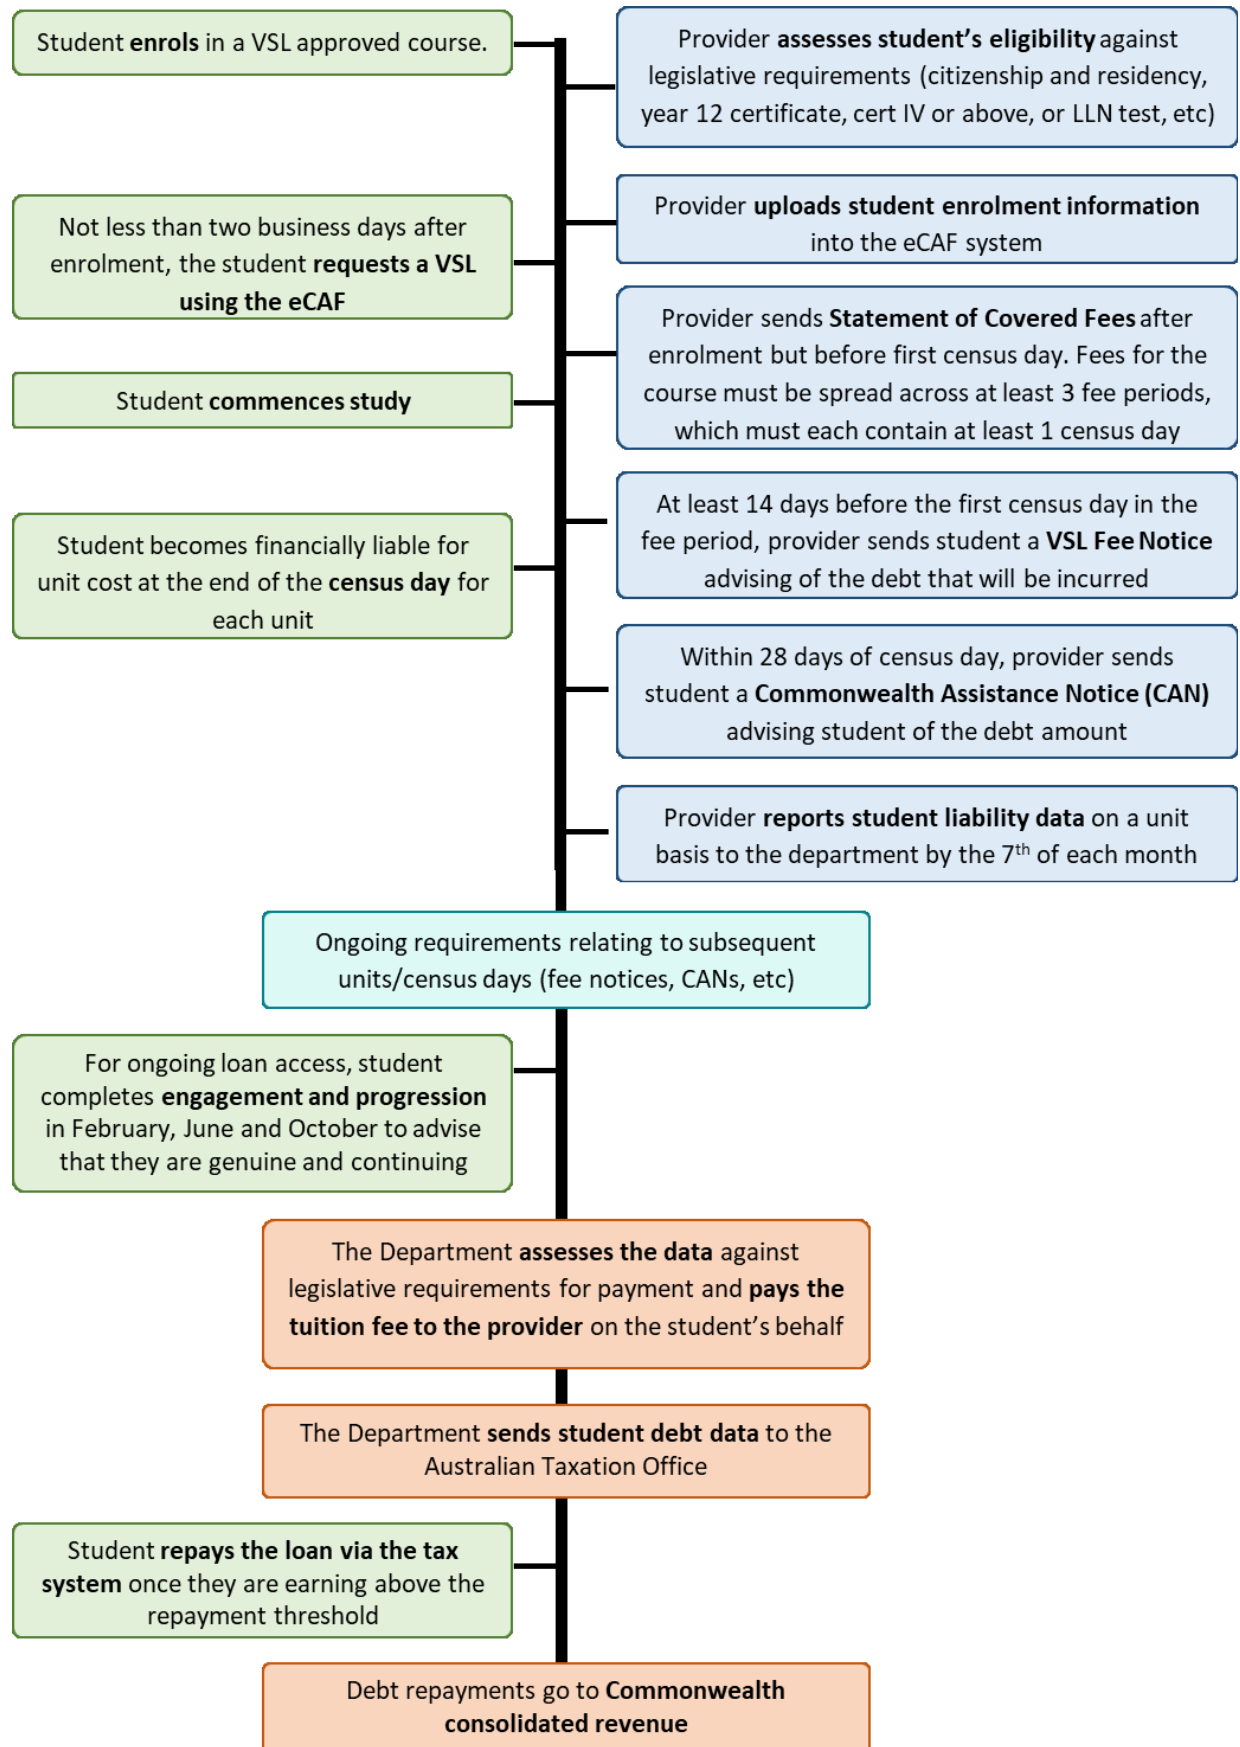 Student enrols in a VSL approved course.
Provider assesses student's eligibility against
legislative requirements (citizenship and residency,
year 12 certificate, cert IV or above, or LLN test, etc)
Provider uploads student enrolment information
into the eCAF system
Not less than two business days after
enrolment, the student requests a VSL
using the eCAF
Provider sends Statement of Covered Fees after
enrolment but before first census day. Fees for the
course must be spread across at least 3 fee periods,
which must each contain at least 1 census day
Student commences study
At least 14 days before the first census day in the
fee period, provider sends student a VSL Fee Notice
advising of the debt that will be incurred
Student becomes financially liable for
unit cost at the end of the census day for
each unit
Within 28 days of census day, provider sends
student a Commonwealth Assistance Notice (CAN)
advising student of the debt amount
Provider reports student liability data on a unit
basis to the department by the 7th of each month
Ongoing requirements relating to subsequent
units/census days (fee notices, CANs, etc)
For ongoing loan access, student
completes engagement and progression
in February, June and October to advise
that they are genuine and continuing
The Department assesses the data against
legislative requirements for payment and pays the
tuition fee to the provider on the student's behalf
The Department sends student debt data to the
Australian Taxation Office
Student repays the loan via the tax
system once they are earning above the
repayment threshold
Debt repayments go to Commonwealth
consolidated revenue